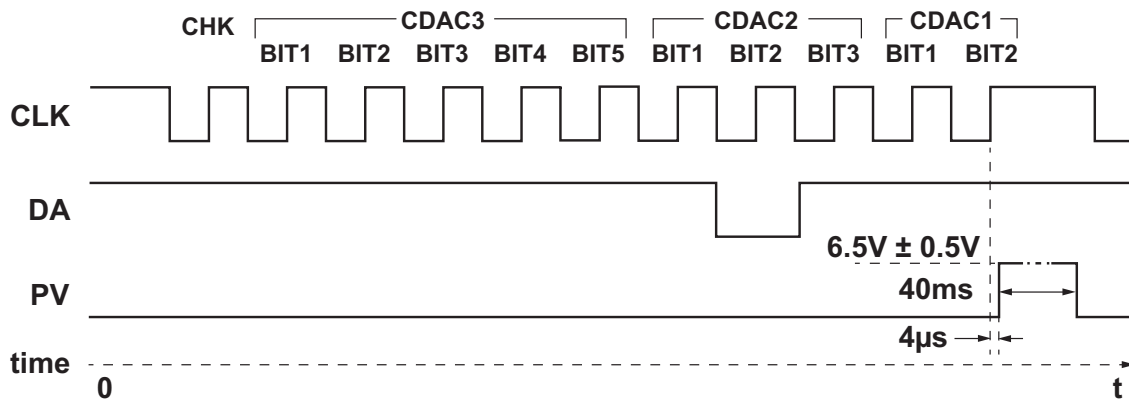 CHK CDAC3 CDAC2 CDAC1
BIT1 BIT2 BIT3 BIT4 BIT5 BIT1 BIT2 BIT3 BIT1 BIT2
CLK
DA
6.5V ± 0.5V
PV
40ms
4µs
time
0 t